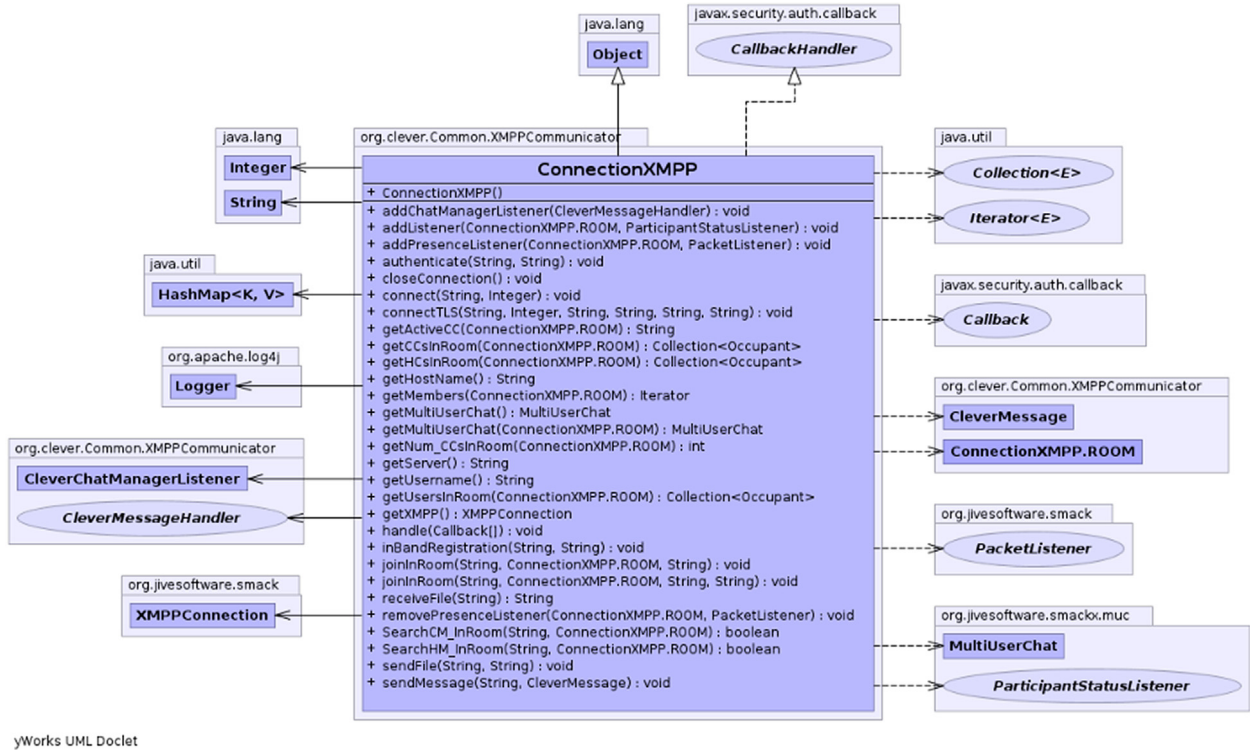 java.lang
Object
javax.security.auth.callback
CallbackHandler
java.lang
Integer
String
java.util
HashMap<K, V>
org.apache.log4j
Logger
org.clever.Common.XMPPCommunicator
CleverChatManagerListener
CleverMessageHandler
org.jivesoftware.smack
XMPPConnection
org.clever.Common.XMPPCommunicator
ConnectionXMPP
+ ConnectionXMPP()
+ addChatManagerListener(CleverMessageHandler) : void
+ addListener(ConnectionXMPP.ROOM, ParticipantStatusListener) : void
+ addPresenceListener(ConnectionXMPP.ROOM, PacketListener) : void
+ authenticate(String, String) : void
+ closeConnection() : void
+ connect(String, Integer) : void
+ connectTLS(String, Integer, String, String, String, String) : void
+ getActiveCC(ConnectionXMPP.ROOM) : String
+ getCCsInRoom(ConnectionXMPP.ROOM) : Collection<Occupant>
+ getHCsInRoom(ConnectionXMPP.ROOM) : Collection<Occupant>
+ getHostName() : String
+ getMembers(ConnectionXMPP.ROOM) : Iterator
+ getMultiUserChat() : MultiUserChat
+ getMultiUserChat(ConnectionXMPP.ROOM) : MultiUserChat
+ getNum_CCsInRoom(ConnectionXMPP.ROOM) : int
+ getServer() : String
+ getUsername() : String
+ getUsersInRoom(ConnectionXMPP.ROOM) : Collection<Occupant>
+ getXMPP() : XMPPConnection
+ handle(Callback[]) : void
+ inBandRegistration(String, String) : void
+ joinInRoom(String, ConnectionXMPP.ROOM, String) : void
+ joinInRoom(String, ConnectionXMPP.ROOM, String, String) : void
+ receiveFile(String) : String
+ removePresenceListener(ConnectionXMPP.ROOM, PacketListener) : void
+ SearchCM_InRoom(String, ConnectionXMPP.ROOM) : boolean
+ SearchHM_InRoom(String, ConnectionXMPP.ROOM) : boolean
+ sendFile(String, String) : void
+ sendMessage(String, CleverMessage) : void
java.util
Collection<E>
Iterator<E>
javax.security.auth.callback
Callback
org.clever.Common.XMPPCommunicator
CleverMessage
ConnectionXMPP.ROOM
org.jivesoftware.smack
PacketListener
org.jivesoftware.smackx.muc
MultiUserChat
ParticipantStatusListener
yWorks UML Doclet